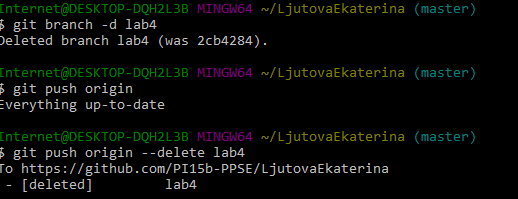 Internet@DESKTOP-DQH2L3B MINGW64 ~/LjutovaEkaterina (master)
$ git branch -d lab4
Deleted branch lab4 (was 2cb4284).
Internet@DESKTOP-DQH2L3B MINGW64 ~/LjutovaEkaterina (master)
$ git push origin
Everything up-to-date
Internet@DESKTOP-DQH2L3B MINGW64 ~/LjutovaEkaterina (master)
$ git push origin --delete lab4
To https://github.com/PI15b-PPSE/LjutovaEkaterina
 - [deleted]         lab4